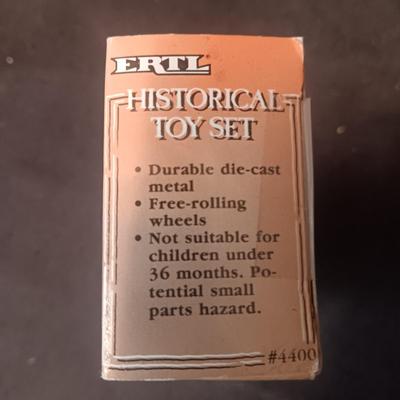 ERTL
HISTORICAL
TOY SET
• Durable die-cast
metal
• Free-rolling
wheels
• Not suitable for
children under
36 months. Po-
tential small
parts hazard.
#4400